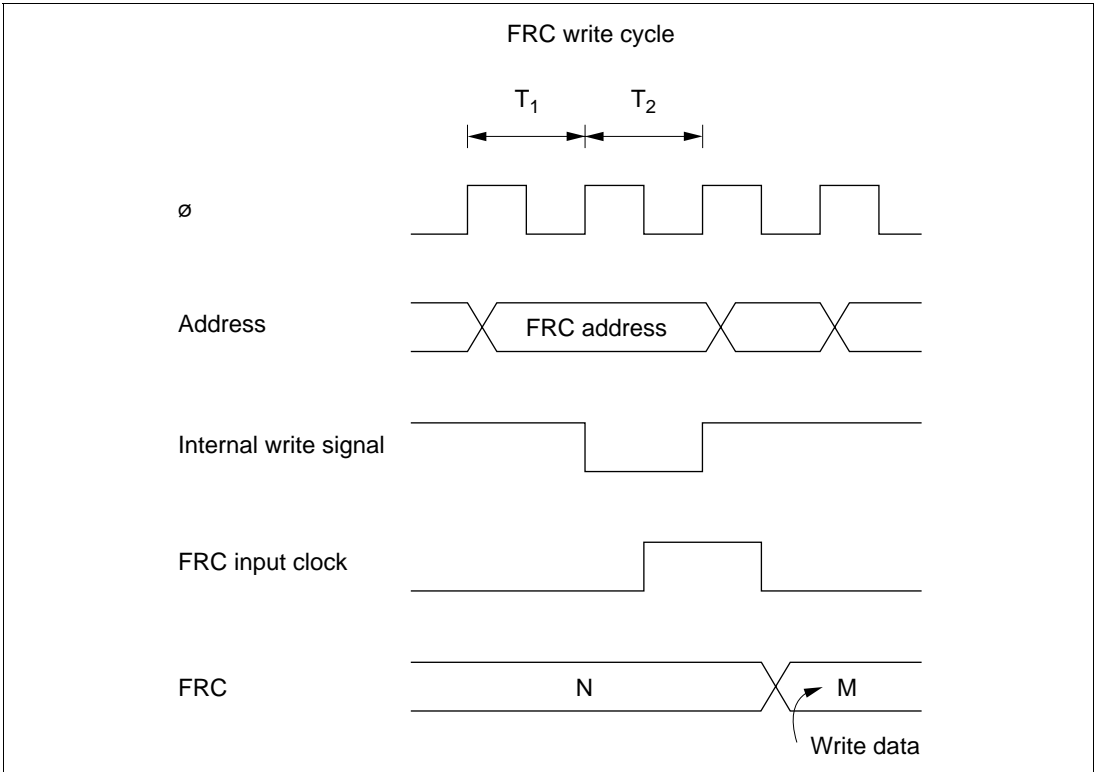 FRC write cycle
T1 T2
ø
Address
FRC address
Internal write signal
FRC input clock
FRC
N
M
Write data